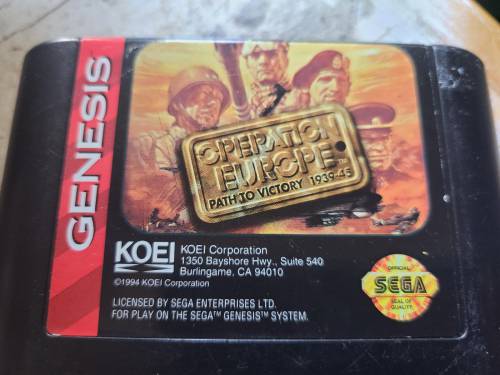 GENESIS
OPERATION
EUROPE™
PATH TO VICTORY 1939-45
KOEI
KOEI Corporation
1350 Bayshore Hwy., Suite 540
Burlingame, CA 94010
©1994 KOEI Corporation
LICENSED BY SEGA ENTERPRISES LTD.
FOR PLAY ON THE SEGA™ GENESIS™ SYSTEM.
OFFICIAL
SEGA
SEAL OF
QUALITY